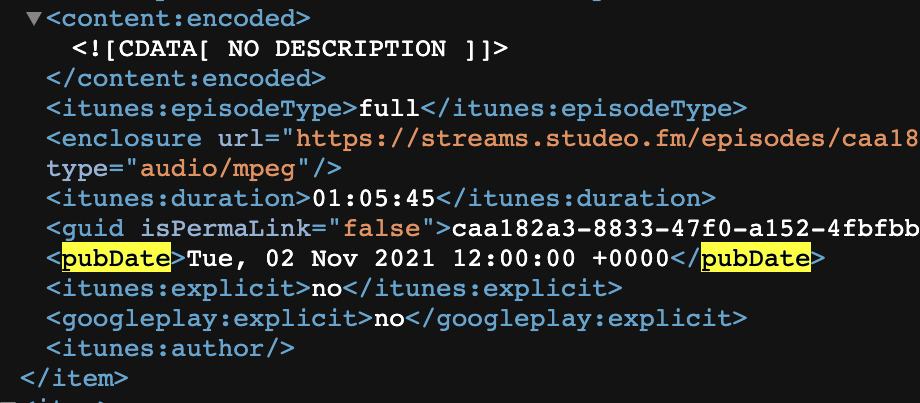 <content:encoded>
<![CDATA[ NO DESCRIPTION ]]>
</content:encoded>
<itunes:episodeType>full</itunes:episodeType>
<enclosure url="https://streams.studeo.fm/episodes/caa18
type="audio/mpeg"/>
<itunes:duration>01:05:45</itunes:duration>
<guid isPermaLink="false">caa182a3-8833-47f0-a152-4fbfbb
<pubDate>Tue, 02 Nov 2021 12:00:00 +0000</pubDate>
<itunes:explicit>no</itunes:explicit>
<googleplay:explicit>no</googleplay:explicit>
<itunes:author/>
</item>